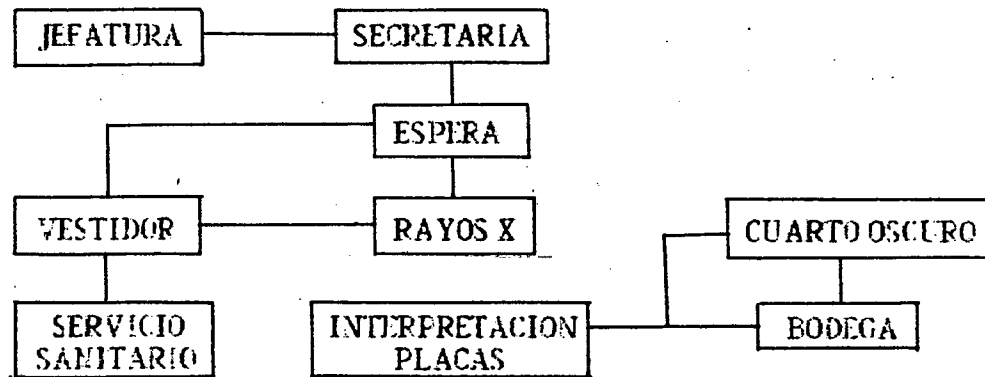 JEFATURA
SECRETARIA
ESPERA
VESTIDOR
RAYOS X
CUARTO OSCURO
SERVICIO
SANITARIO
INTERPRETACION
PLACAS
BODEGA